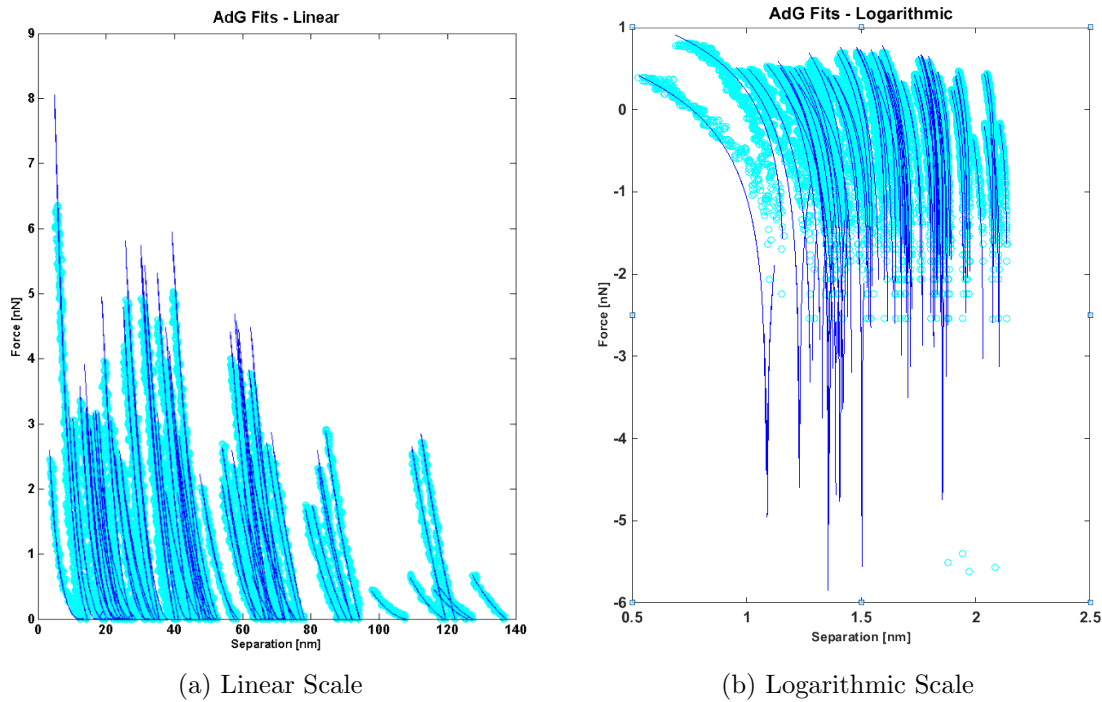 AdG Fits - Linear
9
8
7
6
5
4
3
2
1
0
Force [nN]
0 20 40 60 80 100 120 140
Separation [nm]
(a) Linear Scale
AdG Fits - Logarithmic
1
0
-1
-2
-3
-4
-5
-6
Force [nN]
0.5 1 1.5 2 2.5
Separation [nm]
(b) Logarithmic Scale